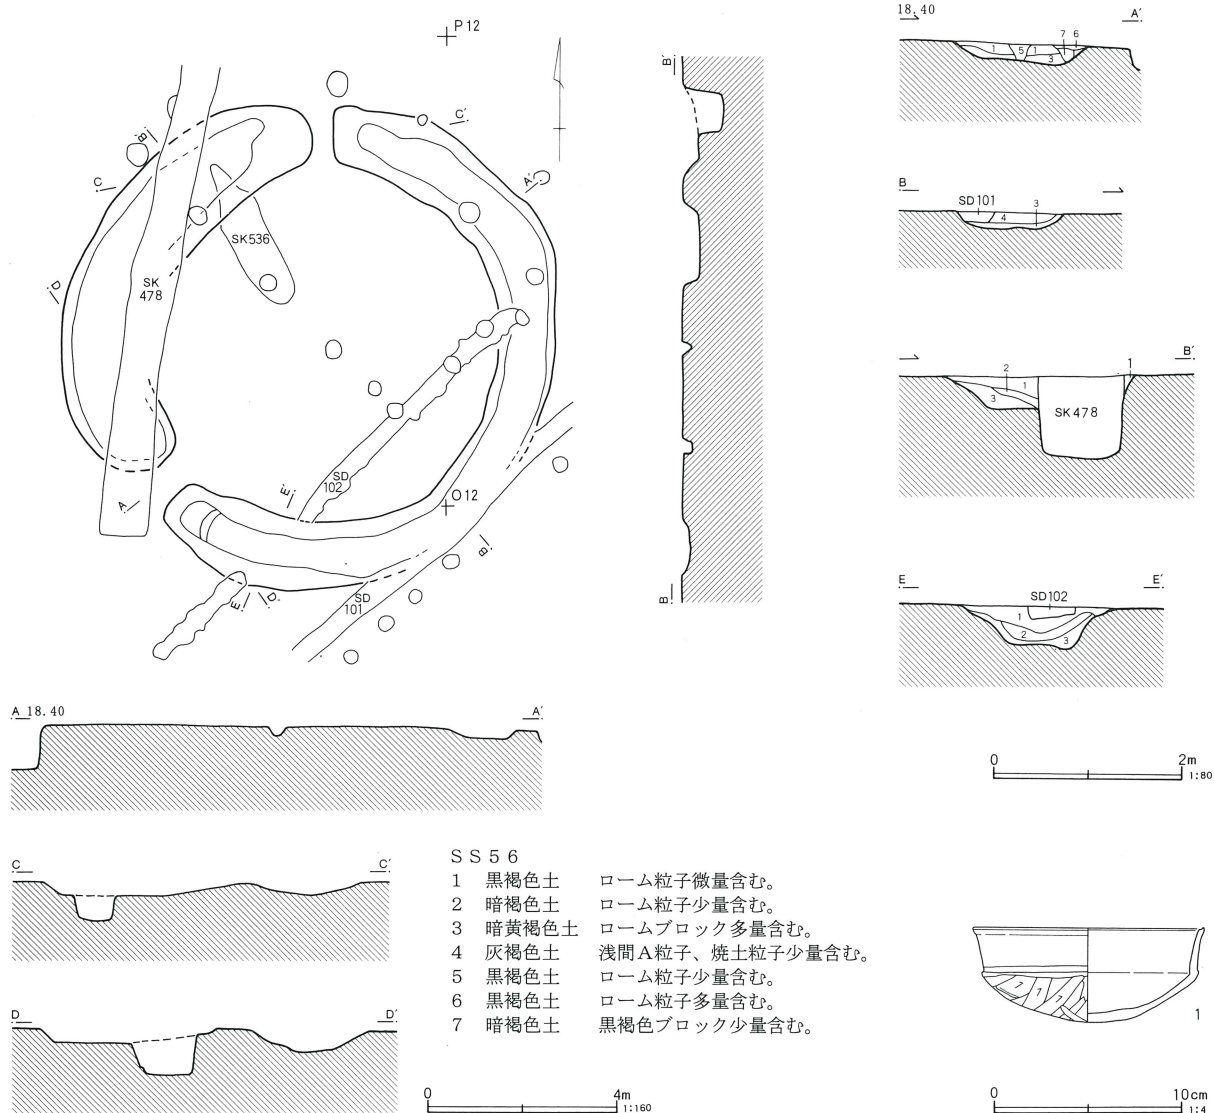 P12
C′
B′
C
A′
SK536
SK
478
D
SD
102
E
O12
A
B
E′
D′
SD
101
B′
B
18.40
A′
7 6
1 5 1
3
B
SD101
3
4
B′
2
1
1
3
SK478
E
E′
SD102
1
2
3
A 18.40
A′
0 2m
1:80
C
C′
D
D′
SS56
1 黒褐色土 ローム粒子微量含む。
2 暗褐色土 ローム粒子少量含む。
3 暗黄褐色土 ロームブロック多量含む。
4 灰褐色土 浅間A粒子、焼土粒子少量含む。
5 黒褐色土 ローム粒子少量含む。
6 黒褐色土 ローム粒子多量含む。
7 暗褐色土 黒褐色ブロック少量含む。
0 4m
1:160
1
0 10cm
1:4